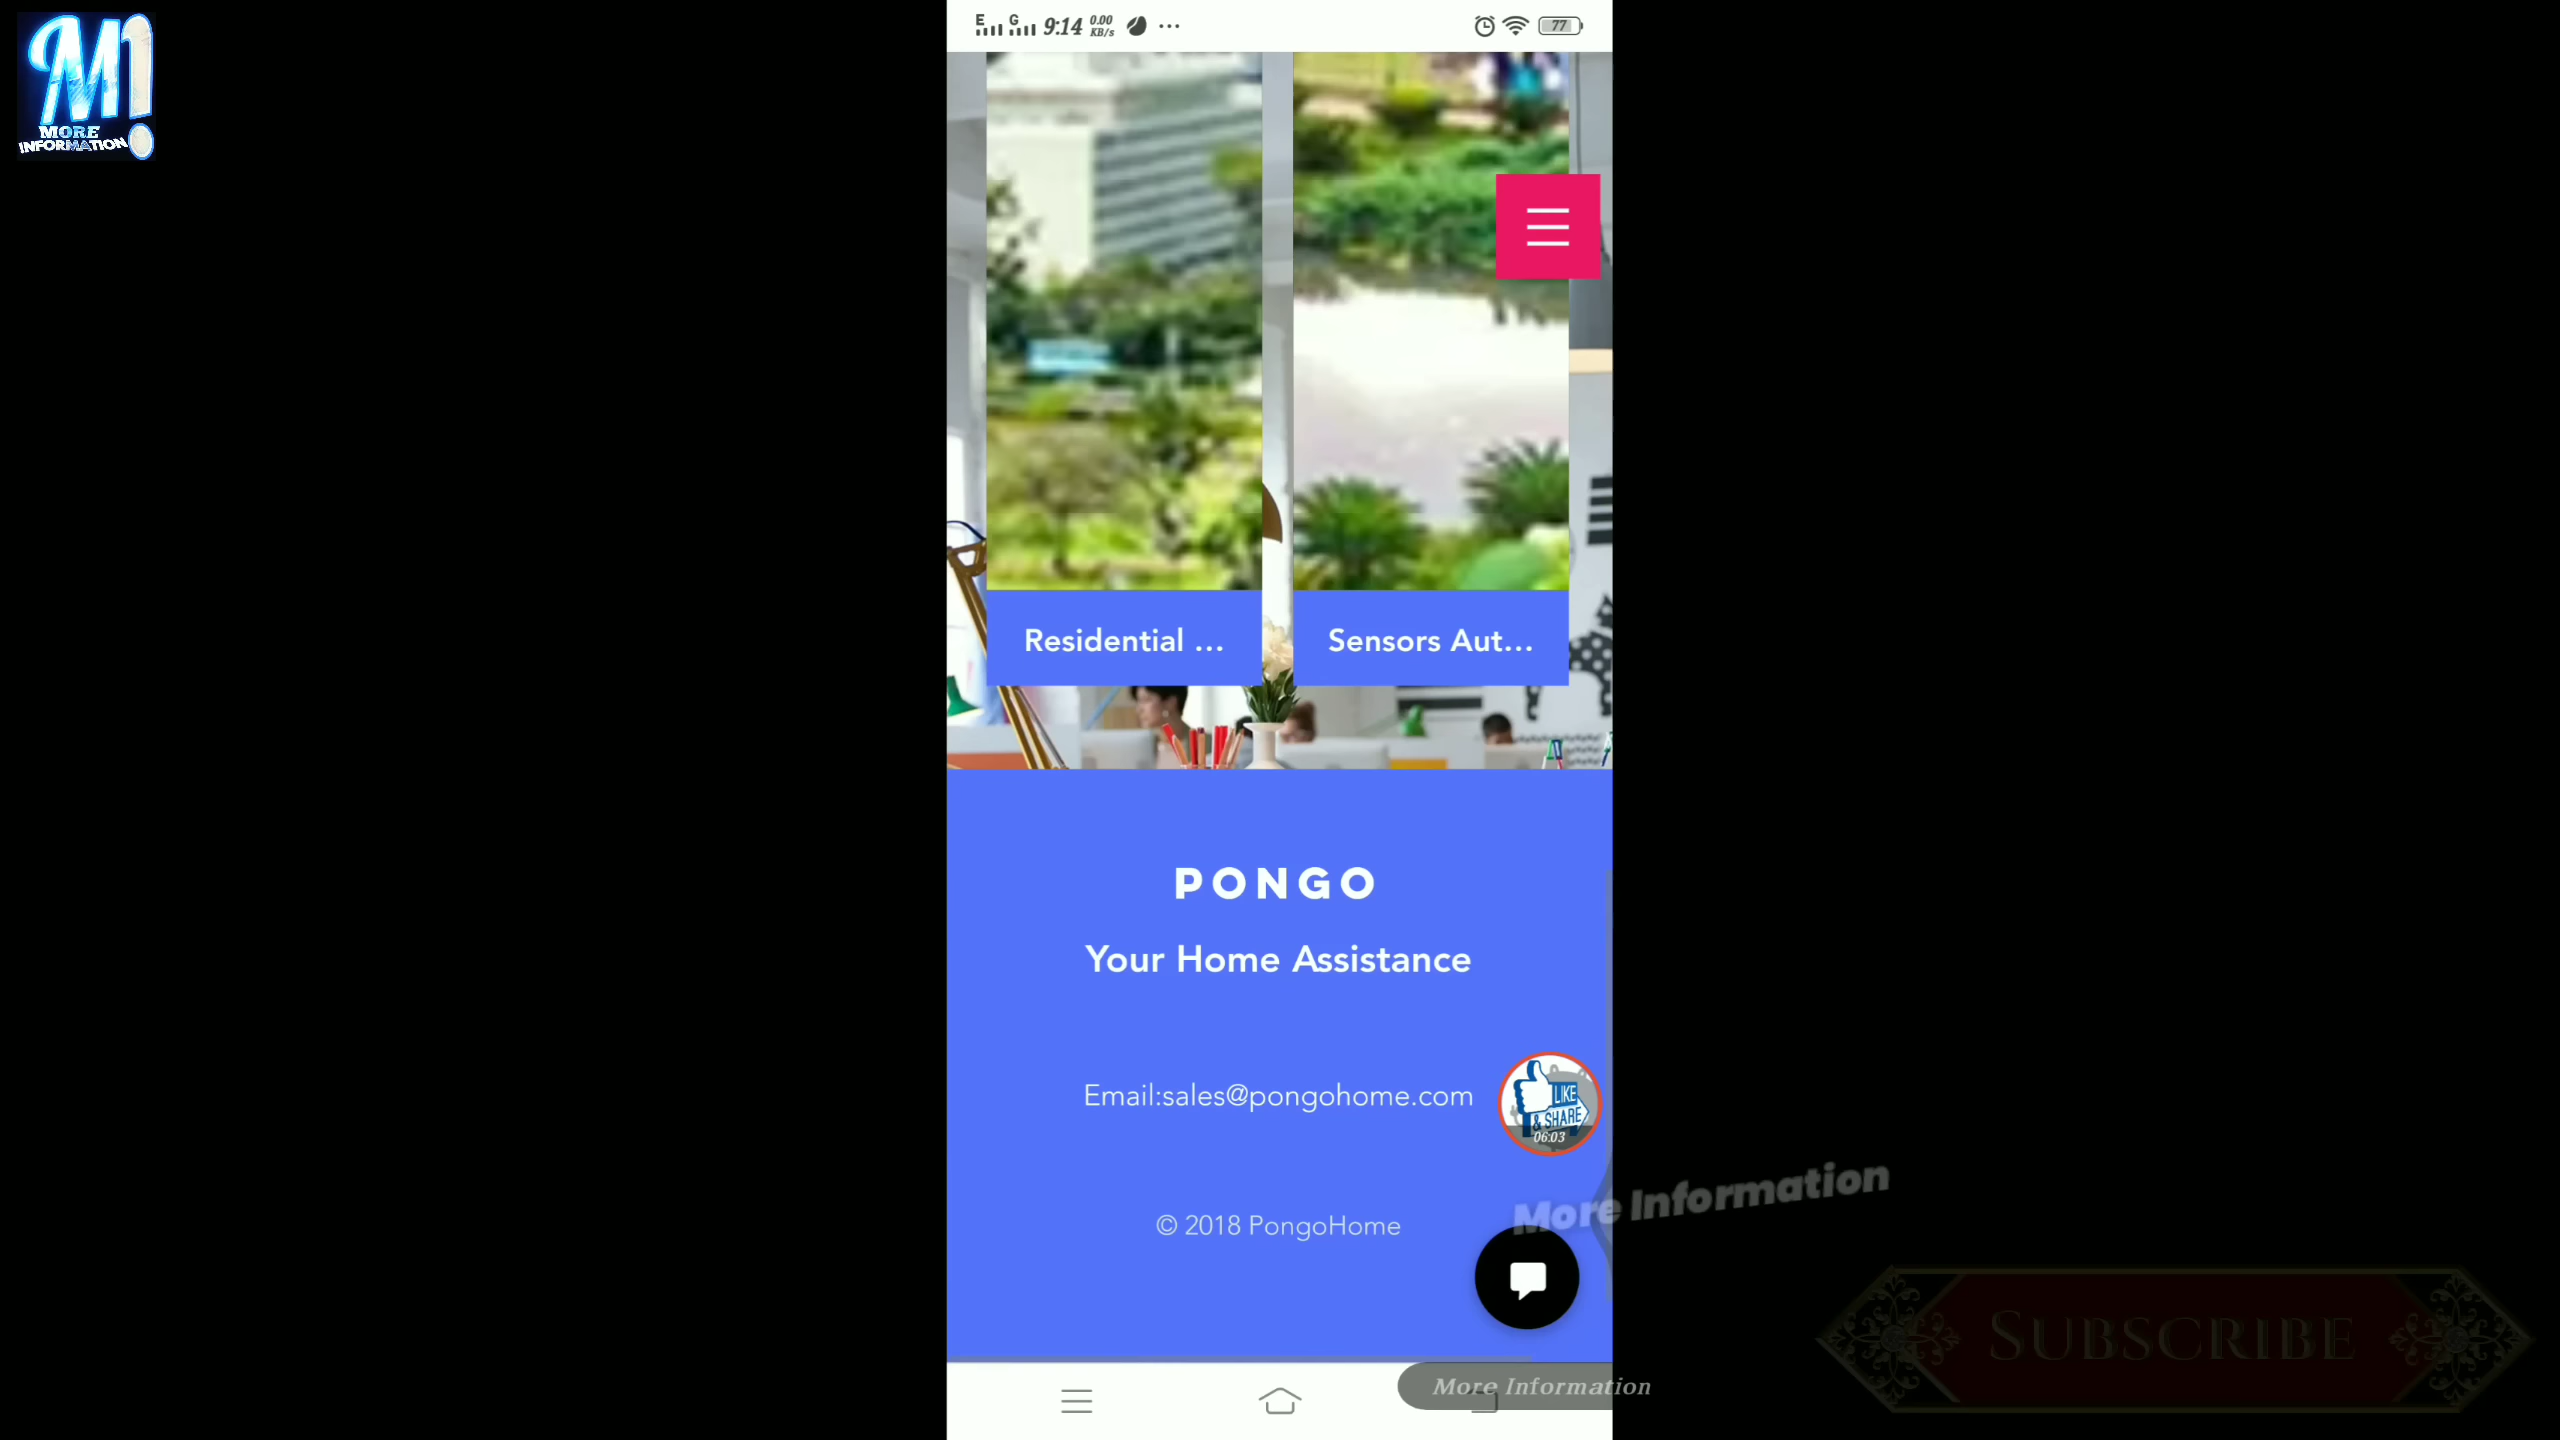 M!
MORE
INFORMATION
E G 9:14 0.00 KB/s ... 77
Residential ...
Sensors Aut...
PONGO
Your Home Assistance
Email:sales@pongohome.com
LIKE
& SHARE
06:03
© 2018 PongoHome
More Information
SUBSCRIBE
More Information